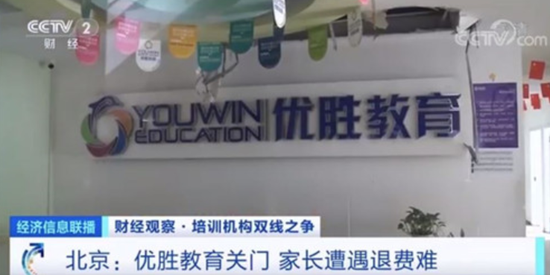 CCTV 2
财经
CCTV.com
YOUWIN
EDUCATION
优胜教育
经济信息联播
财经观察·培训机构双线之争
北京：优胜教育关门 家长遭遇退费难